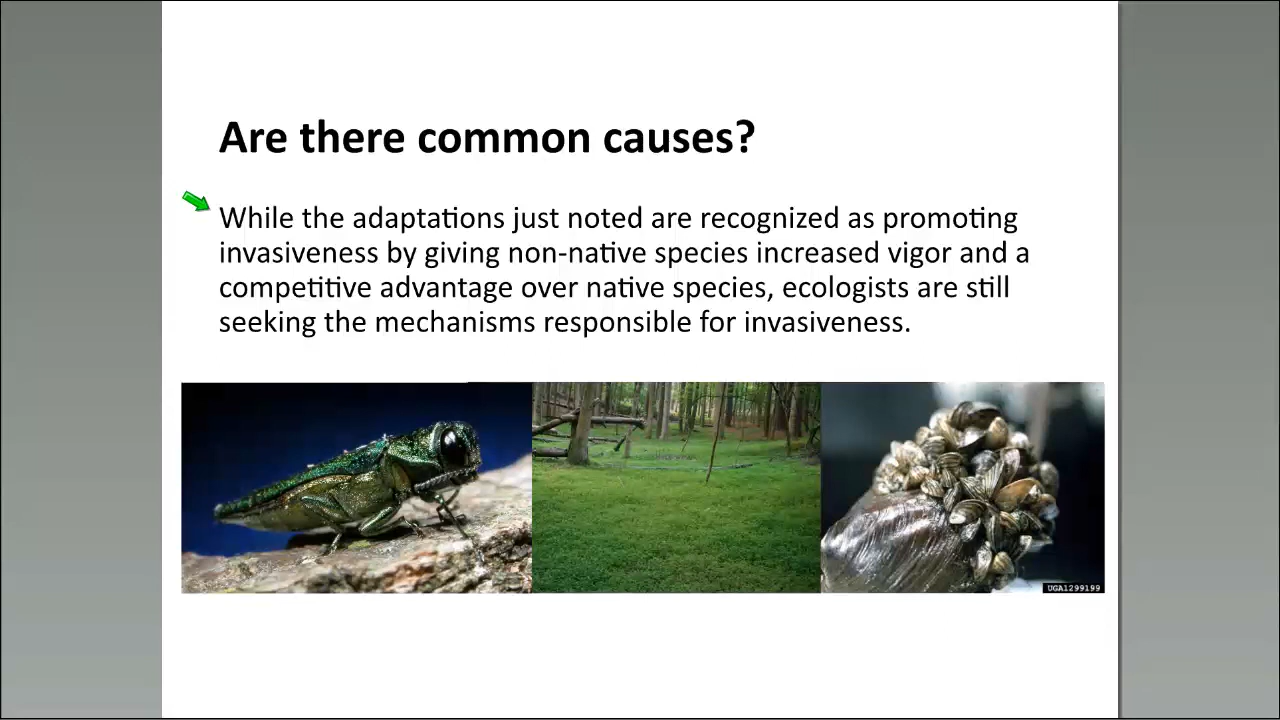 Are there common causes?
While the adaptations just noted are recognized as promoting
invasiveness by giving non-native species increased vigor and a
competitive advantage over native species, ecologists are still
seeking the mechanisms responsible for invasiveness.
UGA1299199